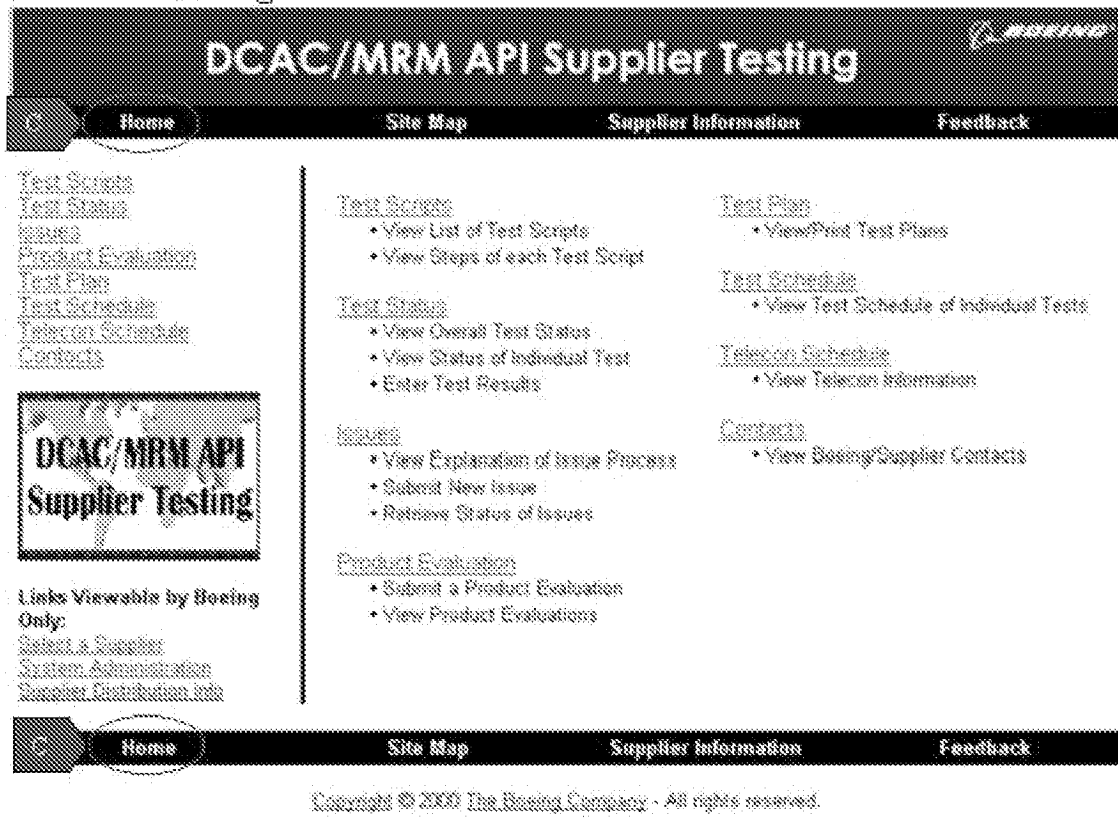 BOEING
DCAC/MRM API Supplier Testing
C Home Site Map Supplier Information Feedback
Test Scripts
Test Status
Issues
Product Evaluation
Test Plan
Test Schedule
Telecon Schedule
Contacts
DCAC/MRM API
Supplier Testing
Links Viewable by Boeing
Only:
Select a Supplier
System Administration
Supplier Distribution Info
Test Scripts
• View List of Test Scripts
• View Steps of each Test Script
Test Status
• View Overall Test Status
• View Status of Individual Test
• Enter Test Results
Issues
• View Explanation of Issue Process
• Submit New Issue
• Retrieve Status of Issues
Product Evaluation
• Submit a Product Evaluation
• View Product Evaluations
Test Plan
• View/Print Test Plans
Test Schedule
• View Test Schedule of Individual Tests
Telecon Schedule
• View Telecon Information
Contacts
• View Boeing/Supplier Contacts
C Home Site Map Supplier Information Feedback
Copyright © 2000 The Boeing Company - All rights reserved.